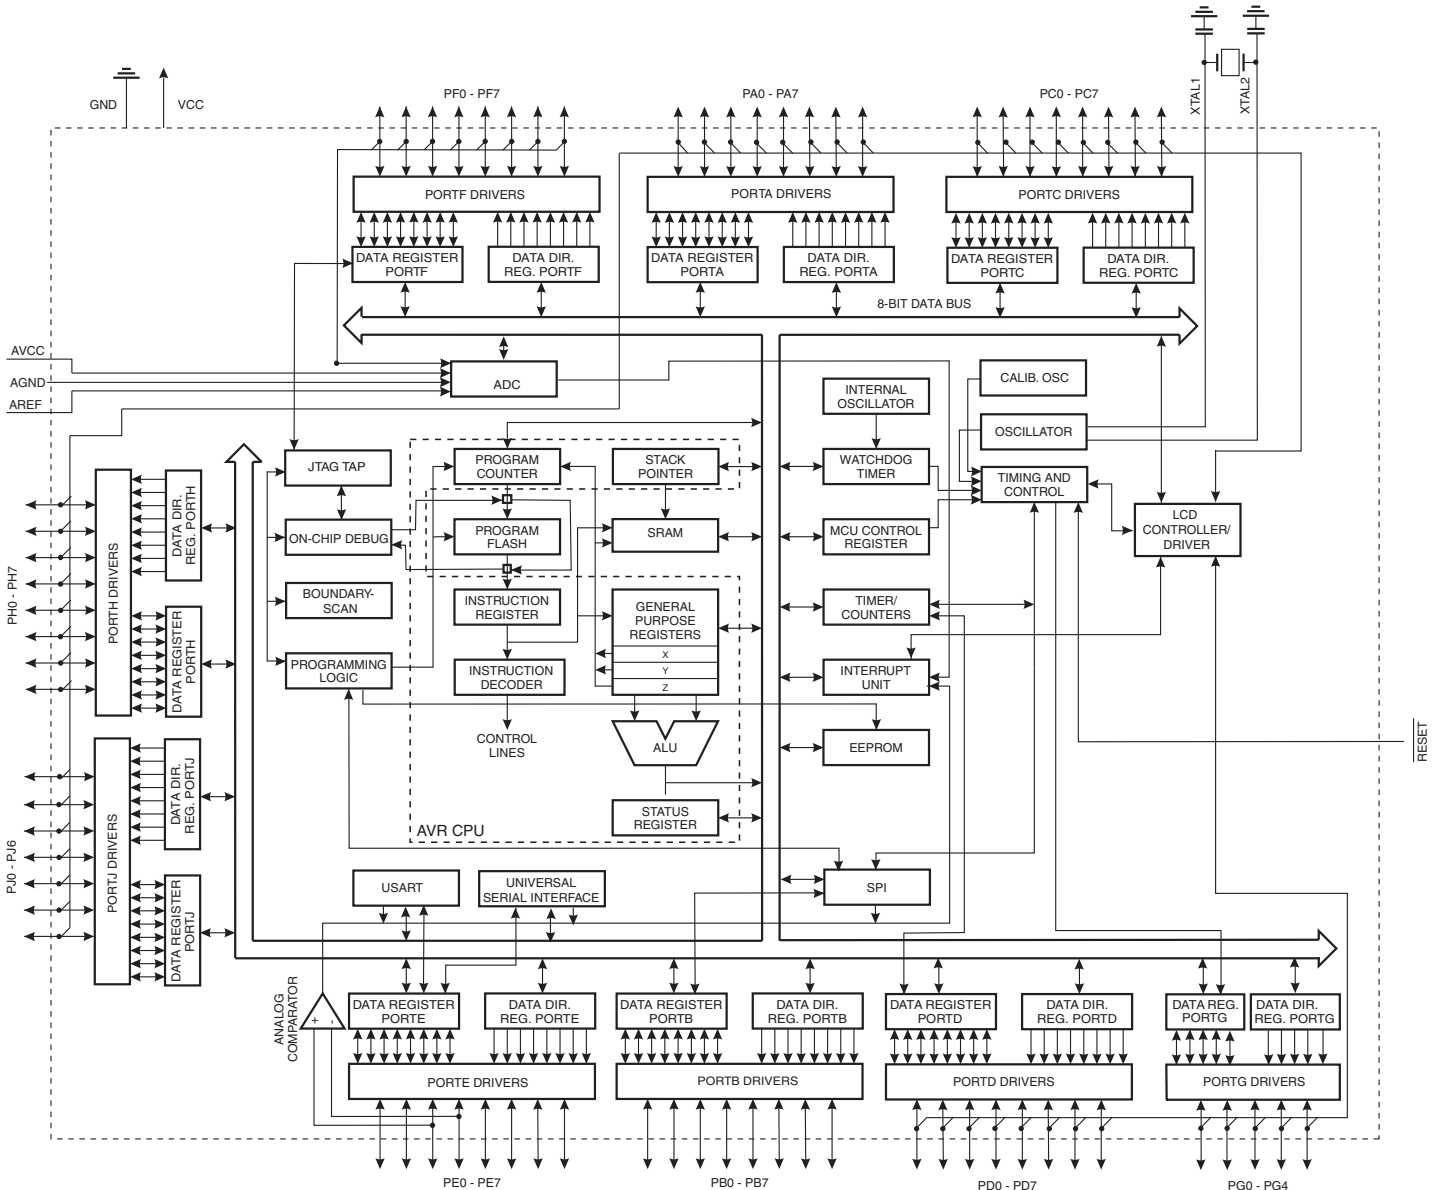 XTAL1
XTAL2
GND
VCC
PF0 - PF7
PA0 - PA7
PC0 - PC7
PORTF DRIVERS
PORTA DRIVERS
PORTC DRIVERS
DATA REGISTER
PORTF
DATA DIR.
REG. PORTF
DATA REGISTER
PORTA
DATA DIR.
REG. PORTA
DATA REGISTER
PORTC
DATA DIR.
REG. PORTC
8-BIT DATA BUS
AVCC
AGND
AREF
ADC
CALIB. OSC
INTERNAL
OSCILLATOR
OSCILLATOR
JTAG TAP
PROGRAM
COUNTER
STACK
POINTER
WATCHDOG
TIMER
TIMING AND
CONTROL
LCD
CONTROLLER/
DRIVER
ON-CHIP DEBUG
PROGRAM
FLASH
SRAM
MCU CONTROL
REGISTER
BOUNDARY-
SCAN
INSTRUCTION
REGISTER
GENERAL
PURPOSE
REGISTERS
X
Y
Z
TIMER/
COUNTERS
PROGRAMMING
LOGIC
INSTRUCTION
DECODER
INTERRUPT
UNIT
CONTROL
LINES
ALU
EEPROM
RESET
STATUS
REGISTER
AVR CPU
PH0 - PH7
PORTH DRIVERS
DATA DIR.
REG. PORTH
DATA REGISTER
PORTH
PJ0 - PJ6
PORTJ DRIVERS
DATA DIR.
REG. PORTJ
DATA REGISTER
PORTJ
USART
UNIVERSAL
SERIAL INTERFACE
SPI
ANALOG
COMPARATOR
+
-
DATA REGISTER
PORTE
DATA DIR.
REG. PORTE
DATA REGISTER
PORTB
DATA DIR.
REG. PORTB
DATA REGISTER
PORTD
DATA DIR.
REG. PORTD
DATA REG.
PORTG
DATA DIR.
REG. PORTG
PORTE DRIVERS
PORTB DRIVERS
PORTD DRIVERS
PORTG DRIVERS
PE0 - PE7
PB0 - PB7
PD0 - PD7
PG0 - PG4